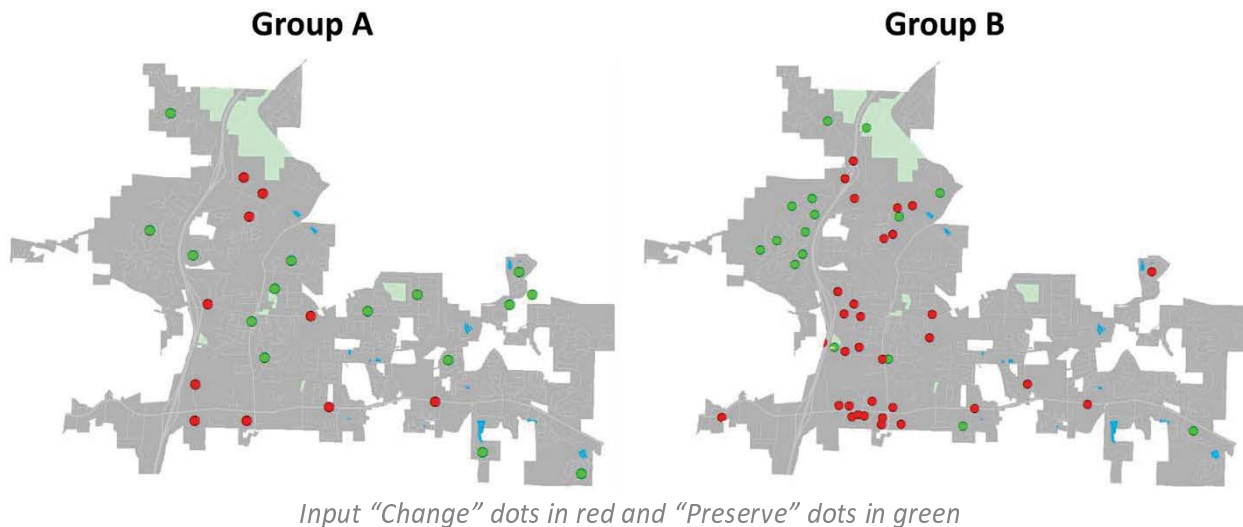 Group A
Group B
Input “Change” dots in red and “Preserve” dots in green